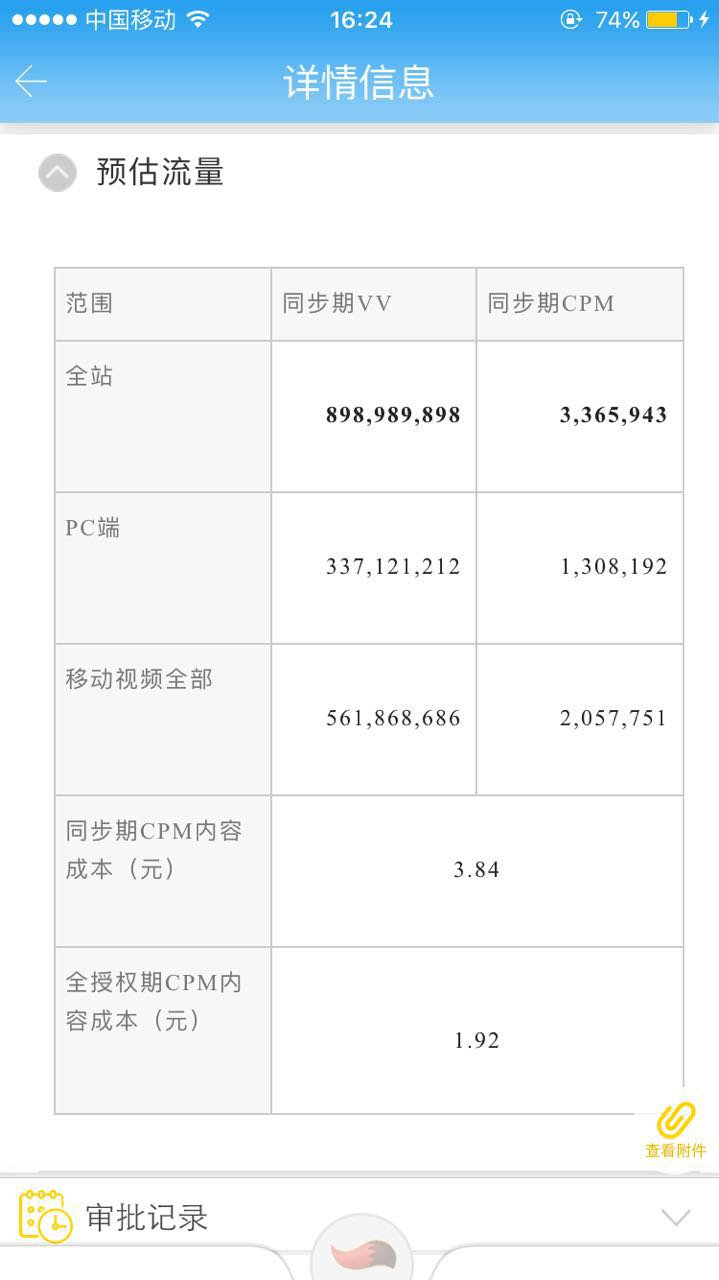 中国移动 16:24 74%
详情信息
预估流量
范围 同步期VV 同步期CPM
全站 898,989,898 3,365,943
PC端 337,121,212 1,308,192
移动视频全部 561,868,686 2,057,751
同步期CPM内容
成本（元） 3.84
全授权期CPM内
容成本（元） 1.92
查看附件
审批记录